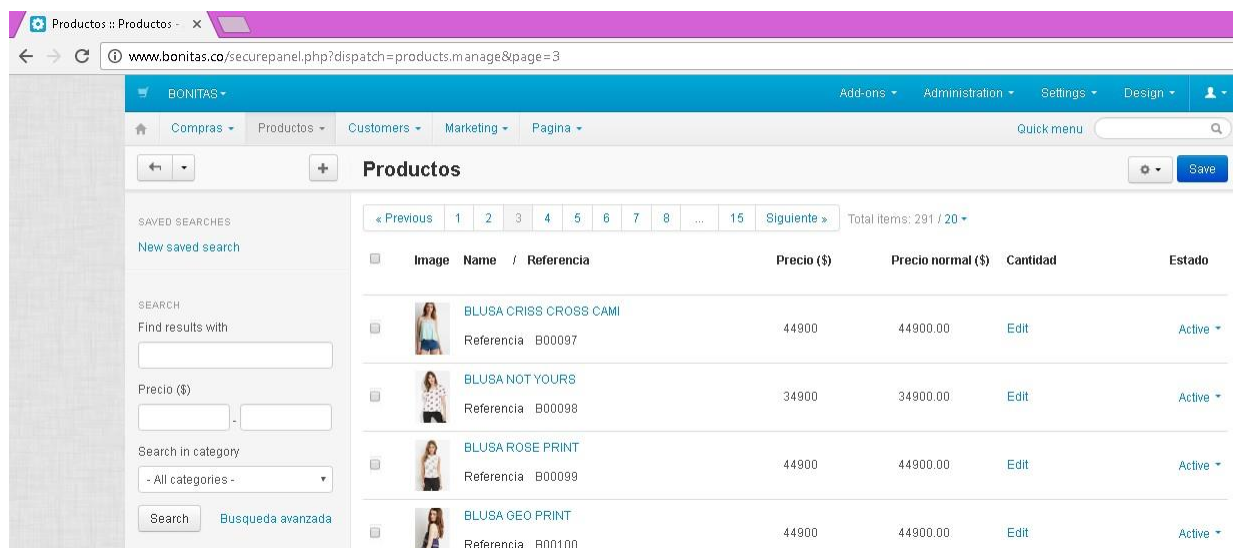 Productos :: Productos -
www.bonitas.co/securepanel.php?dispatch=products.manage&page=3
BONITAS
Add-ons Administration Settings Design
Compras Productos Customers Marketing Pagina Quick menu
Productos
Save
SAVED SEARCHES
New saved search
SEARCH
Find results with
Precio ($)
-
Search in category
- All categories -
Search Busqueda avanzada
« Previous 1 2 3 4 5 6 7 8 ... 15 Siguiente » Total items: 291 / 20
Image Name / Referencia Precio ($) Precio normal ($) Cantidad Estado
BLUSA CRISS CROSS CAMI
Referencia B00097 44900 44900.00 Edit Active
BLUSA NOT YOURS
Referencia B00098 34900 34900.00 Edit Active
BLUSA ROSE PRINT
Referencia B00099 44900 44900.00 Edit Active
BLUSA GEO PRINT
Referencia B00100 44900 44900.00 Edit Active